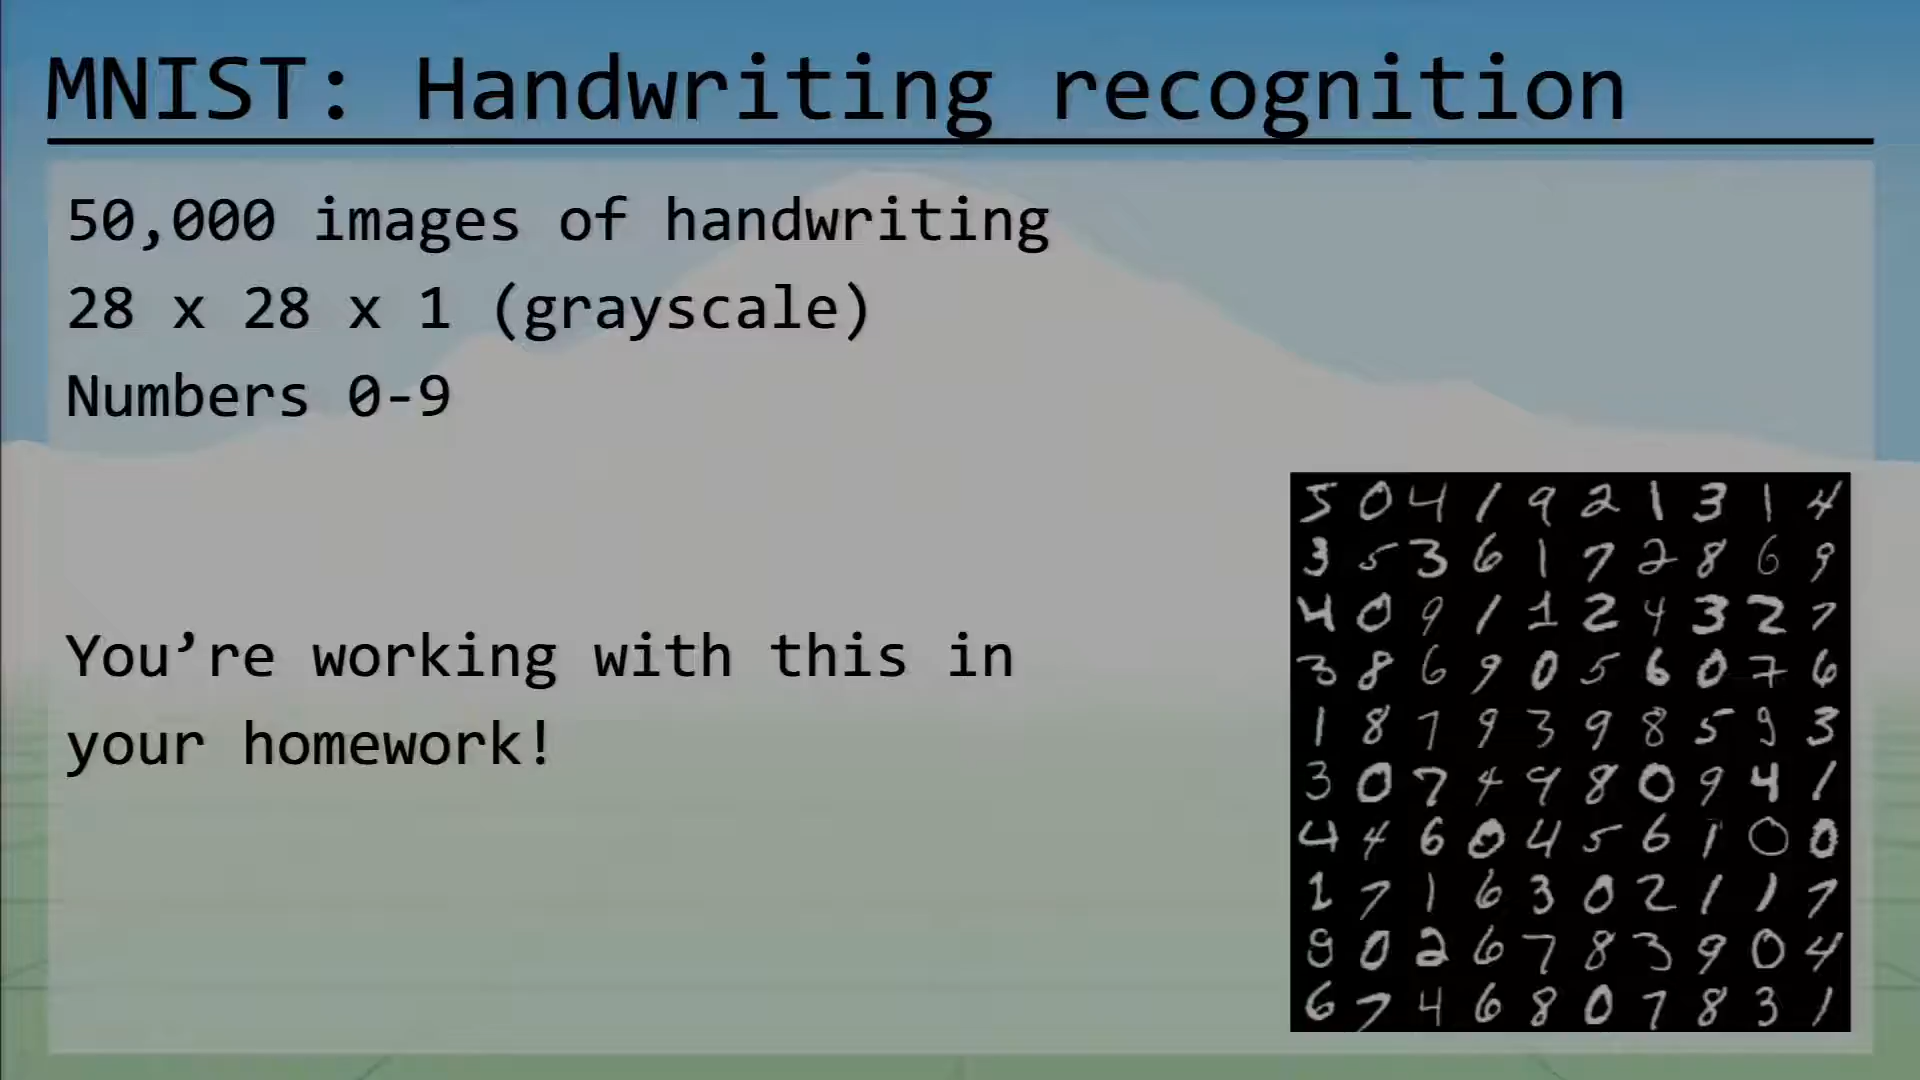 MNIST: Handwriting recognition
50,000 images of handwriting
28 x 28 x 1 (grayscale)
Numbers 0-9
You’re working with this in
your homework!
5 0 4 1 9 2 1 3 1 4
3 5 3 6 1 7 2 8 6 9
4 0 9 1 1 2 4 3 2 7
3 8 6 9 0 5 6 0 7 6
1 8 7 9 3 9 8 5 9 3
3 0 7 4 9 8 0 9 4 1
4 4 6 0 4 5 6 1 0 0
1 7 1 6 3 0 2 1 1 7
9 0 2 6 7 8 3 9 0 4
6 7 4 6 8 0 7 8 3 1